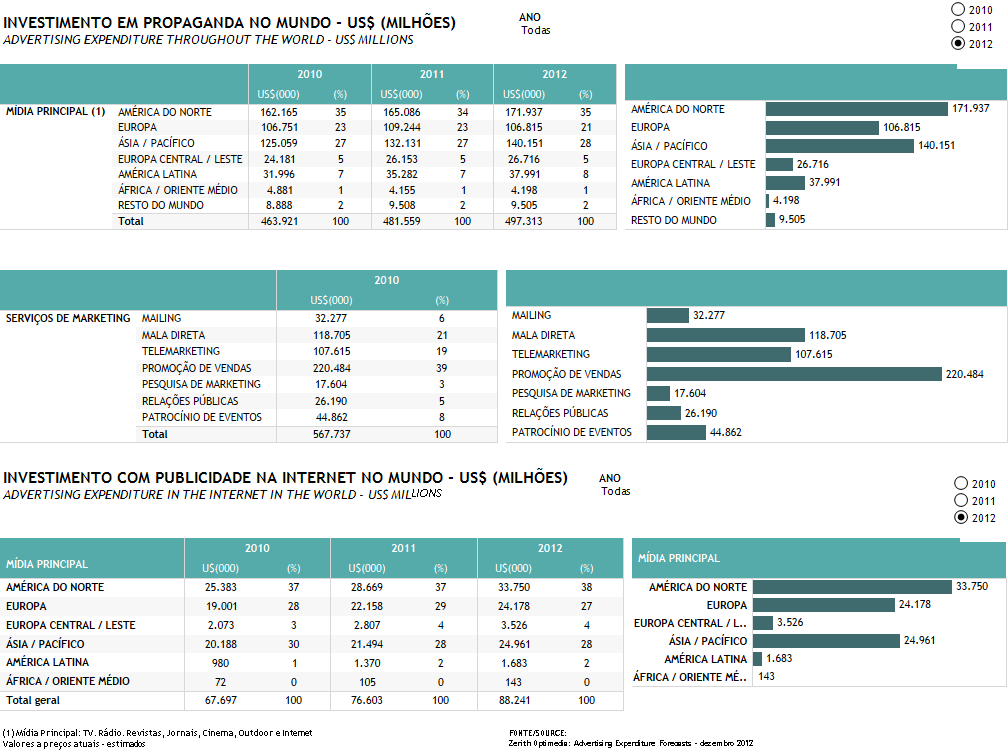 INVESTIMENTO EM PROPAGANDA NO MUNDO - US$ (MILHÕES)
ADVERTISING EXPENDITURE THROUGHOUT THE WORLD - US$ MILLIONS
ANO
Todas
2010
2011
2012
2010 2011 2012
US$(000) (%) US$(000) (%) US$(000) (%)
MÍDIA PRINCIPAL (1) AMÉRICA DO NORTE 162.165 35 165.086 34 171.937 35
EUROPA 106.751 23 109.244 23 106.815 21
ÁSIA / PACÍFICO 125.059 27 132.131 27 140.151 28
EUROPA CENTRAL / LESTE 24.181 5 26.153 5 26.716 5
AMÉRICA LATINA 31.996 7 35.282 7 37.991 8
ÁFRICA / ORIENTE MÉDIO 4.881 1 4.155 1 4.198 1
RESTO DO MUNDO 8.888 2 9.508 2 9.505 2
Total 463.921 100 481.559 100 497.313 100
AMÉRICA DO NORTE 171.937
EUROPA 106.815
ÁSIA / PACÍFICO 140.151
EUROPA CENTRAL / LESTE 26.716
AMÉRICA LATINA 37.991
ÁFRICA / ORIENTE MÉDIO 4.198
RESTO DO MUNDO 9.505
2010
US$(000) (%)
SERVIÇOS DE MARKETING MAILING 32.277 6
MALA DIRETA 118.705 21
TELEMARKETING 107.615 19
PROMOÇÃO DE VENDAS 220.484 39
PESQUISA DE MARKETING 17.604 3
RELAÇÕES PÚBLICAS 26.190 5
PATROCÍNIO DE EVENTOS 44.862 8
Total 567.737 100
MAILING 32.277
MALA DIRETA 118.705
TELEMARKETING 107.615
PROMOÇÃO DE VENDAS 220.484
PESQUISA DE MARKETING 17.604
RELAÇÕES PÚBLICAS 26.190
PATROCÍNIO DE EVENTOS 44.862
INVESTIMENTO COM PUBLICIDADE NA INTERNET NO MUNDO - US$ (MILHÕES)
ADVERTISING EXPENDITURE IN THE INTERNET IN THE WORLD - US$ MILLIONS
ANO
Todas
2010
2011
2012
MÍDIA PRINCIPAL 2010 2011 2012
U$(000) (%) U$(000) (%) U$(000) (%)
AMÉRICA DO NORTE 25.383 37 28.669 37 33.750 38
EUROPA 19.001 28 22.158 29 24.178 27
EUROPA CENTRAL / LESTE 2.073 3 2.807 4 3.526 4
ÁSIA / PACÍFICO 20.188 30 21.494 28 24.961 28
AMÉRICA LATINA 980 1 1.370 2 1.683 2
ÁFRICA / ORIENTE MÉDIO 72 0 105 0 143 0
Total geral 67.697 100 76.603 100 88.241 100
MÍDIA PRINCIPAL
AMÉRICA DO NORTE 33.750
EUROPA 24.178
EUROPA CENTRAL / L.. 3.526
ÁSIA / PACÍFICO 24.961
AMÉRICA LATINA 1.683
ÁFRICA / ORIENTE MÉ.. 143
(1)Mídia Principal: TV. Rádio. Revistas, Jornais, Cinema, Outdoor e Internet
Valores a preços atuais - estimados
FONTE/SOURCE:
Zenith Optimedia: Advertising Expenditure Forecasts - dezembro 2012